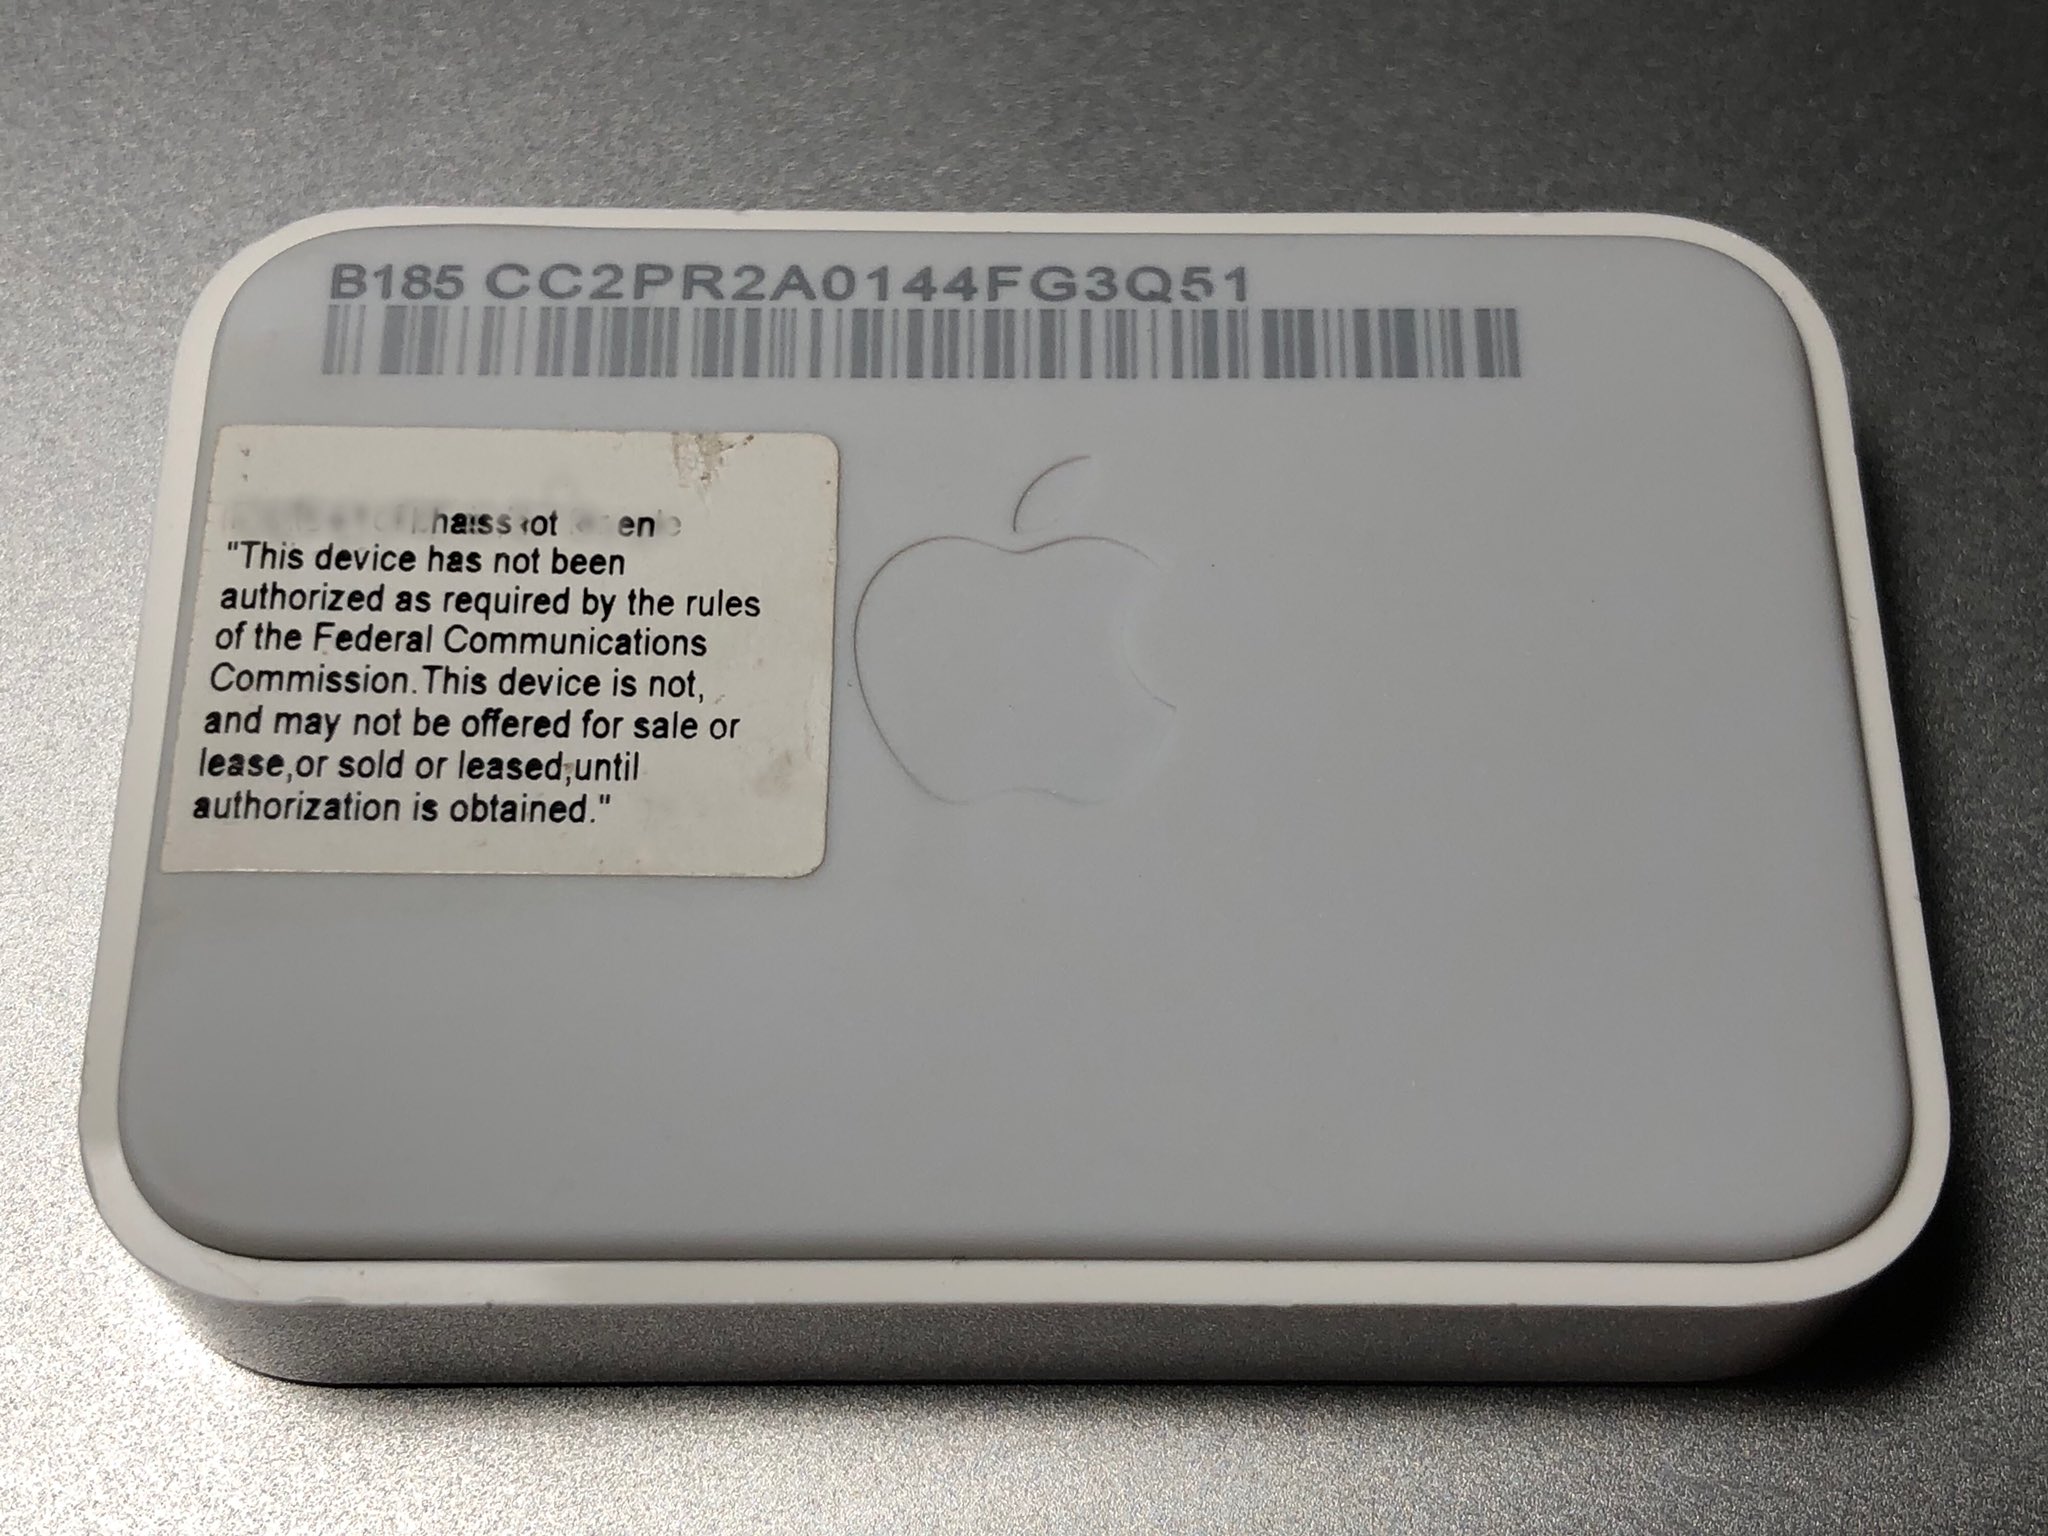 B185 CC2PR2A0144FG3Q51
"This device has not been
authorized as required by the rules
of the Federal Communications
Commission.This device is not,
and may not be offered for sale or
lease,or sold or leased,until
authorization is obtained."